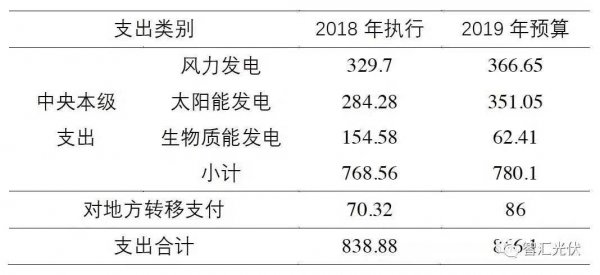 支出类别 2018 年执行 2019 年预算
风力发电 329.7 366.65
中央本级 太阳能发电 284.28 351.05
支出 生物质能发电 154.58 62.41
小计 768.56 780.1
对地方转移支付 70.32 86
支出合计 838.88
智汇光伏